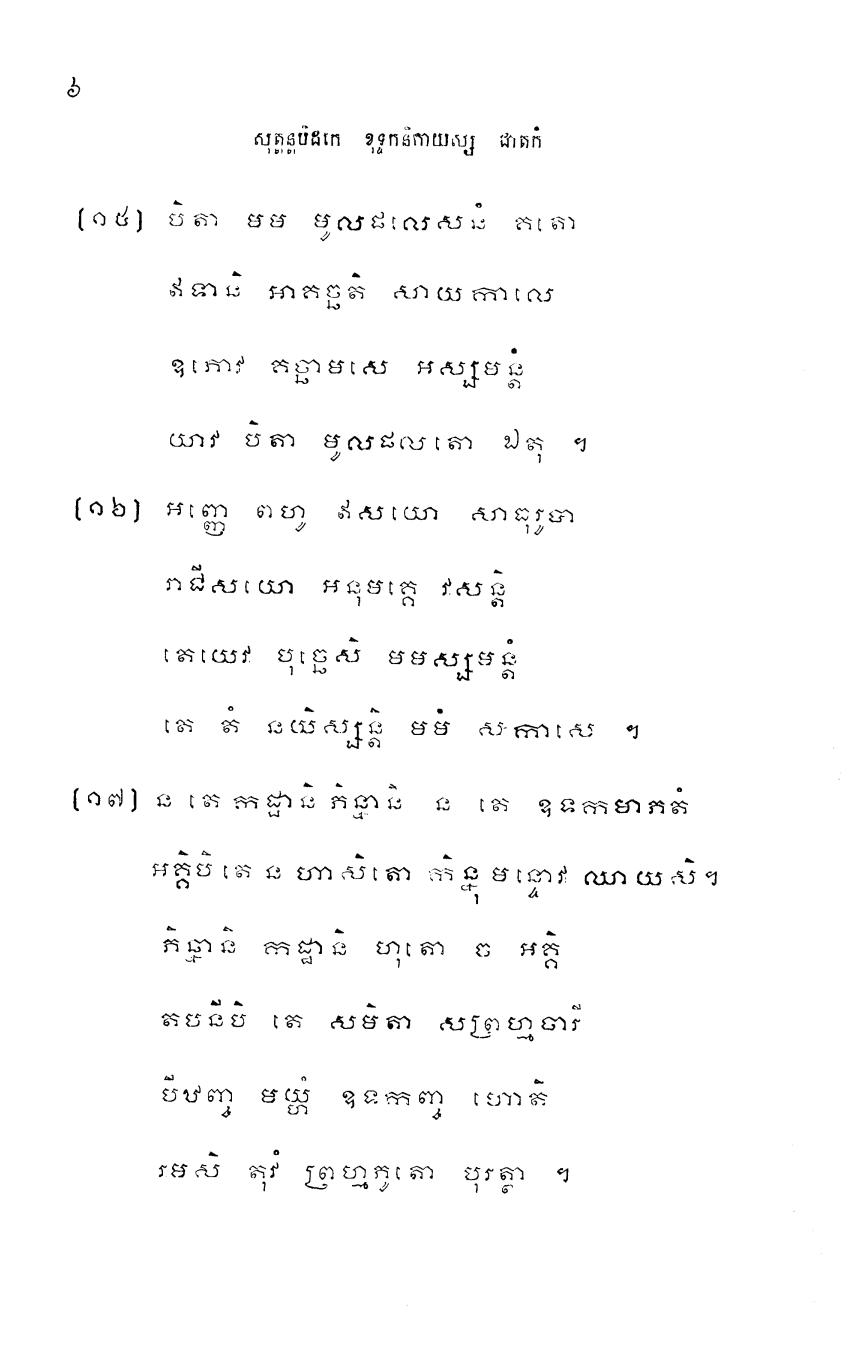 ៦
សុត្តន្តបិដកេ ខុទ្ទកនិកាយស្ស ជាតកំ
[១៥] បិតា មម មូលផលេសនំ គតោ
ឥទានិ អាគច្ឆតិ សាយកាលេ
ឧភោវ គច្ឆាមសេ អស្សមន្តំ
យាវ បិតា មូលផលតោ ឯតុ ។
[១៦] អញ្ញេ ពហូ ឥសយោ សាធុរូបា
រាជីសយោ អនុមគ្គេ វសន្តិ
តេយេវ បុច្ឆេសិ មមស្សមន្តំ
តេ តំ នយិស្សន្តិ មមំ សកាសេ ។
[១៧] ន តេ កដ្ឋានិ ភិន្នានិ ន តេ ឧទកមាភតំ
អគ្គិបិ តេ ន ហាសិតោ កិន្នុ មន្ទោវ ឈាយសិ។
ភិន្នានិ កដ្ឋានិ ហុតោ ច អគ្គិ
តបនីបិ តេ សមិតា សព្រហ្មចារី
បីឋញ្ច មយ្ហំ ឧទកញ្ច ហោតិ
រមសិ តុវំ ព្រហ្មភូតោ បុរត្ថា ។